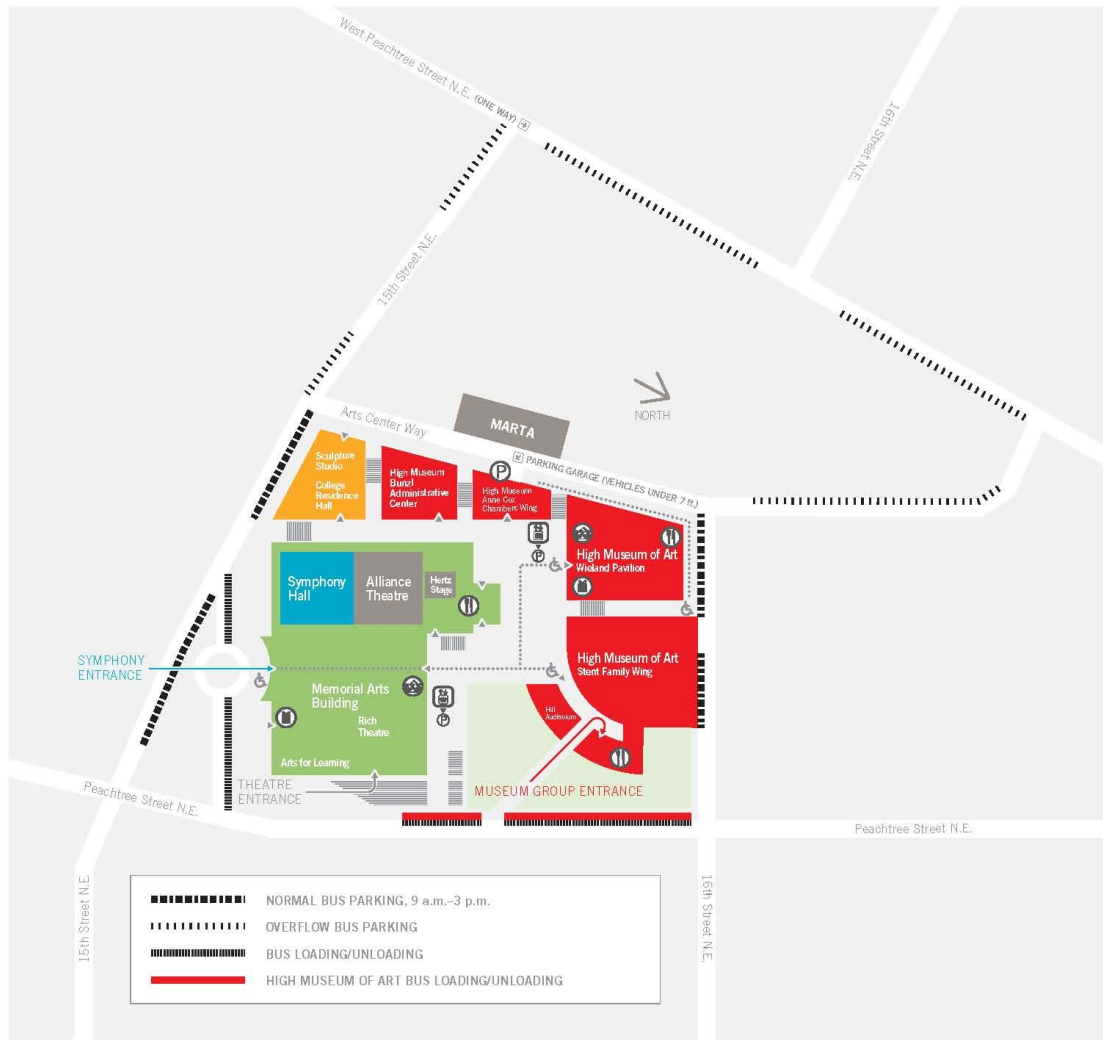 West Peachtree Street N.E. (ONE WAY)
16th Street N.E.
15th Street N.E.
NORTH
Arts Center Way
MARTA
PARKING GARAGE (VEHICLES UNDER 7 ft.)
Sculpture
Studio
College
Residence
Hall
High Museum
Bunzl
Administrative
Center
P
High Museum
Anne Cox
Chambers Wing
P
High Museum of Art
Wieland Pavilion
Symphony
Hall
Alliance
Theatre
Hertz
Stage
SYMPHONY
ENTRANCE
High Museum of Art
Stent Family Wing
Memorial Arts
Building
Rich
Theatre
P
Hill
Auditorium
Arts for Learning
THEATRE
ENTRANCE
MUSEUM GROUP ENTRANCE
Peachtree Street N.E.
Peachtree Street N.E.
15th Street N.E.
16th Street N.E.
NORMAL BUS PARKING, 9 a.m.–3 p.m.
OVERFLOW BUS PARKING
BUS LOADING/UNLOADING
HIGH MUSEUM OF ART BUS LOADING/UNLOADING